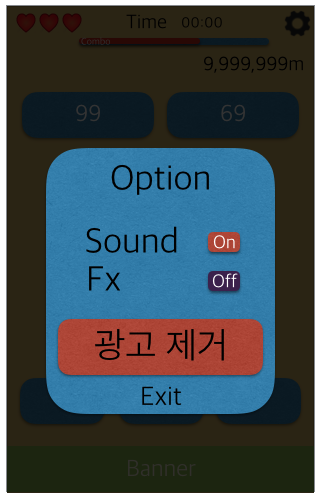 Time 00:00
Combo
9,999,999m
99 69
Option
Sound On
Fx Off
광고 제거
Exit
Banner